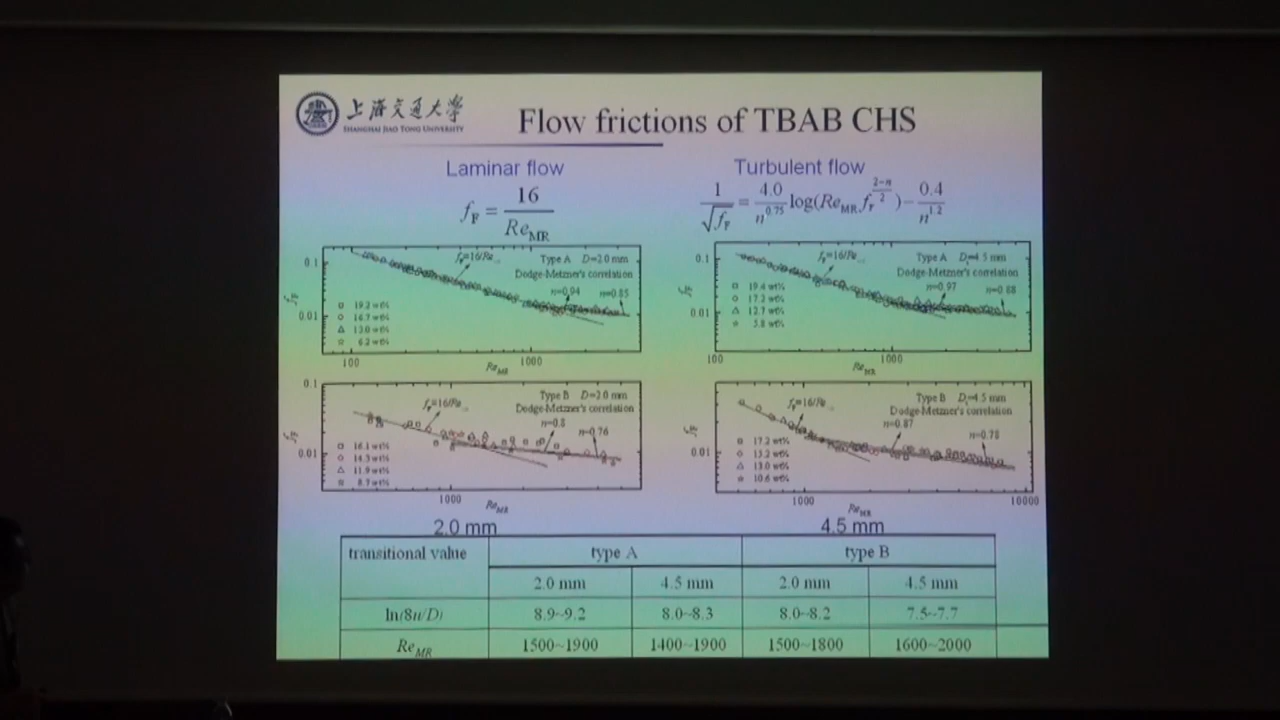 上海交通大学
SHANGHAI JIAO TONG UNIVERSITY
Flow frictions of TBAB CHS
Laminar flow
f_F = 16 / Re_MR
Turbulent flow
1/√f_F = 4.0/n^0.75 log(Re_MR f_F^((2-n)/2)) - 0.4/n^1.2
0.1
0.01
f_F
f_F=16/Re
Type A D=2.0 mm
Dodge-Metzner's correlation
n=0.94 n=0.85
19.2 wt%
16.7 wt%
13.0 wt%
6.2 wt%
100 1000
Re_MR
0.1
0.01
f_F
f_F=16/Re
Type A D_i=4.5 mm
Dodge-Metzner's correlation
n=0.97 n=0.88
19.4 wt%
17.2 wt%
12.7 wt%
5.8 wt%
100 1000
Re_MR
0.1
0.01
f_F
f_F=16/Re
Type B D=2.0 mm
Dodge-Metzner's correlation
n=0.8
n=0.76
16.1 wt%
14.3 wt%
11.9 wt%
8.7 wt%
1000
Re_MR
2.0 mm
0.01
f_F
f_F=16/Re
Type B D_i=4.5 mm
Dodge-Metzner's correlation
n=0.87
n=0.78
17.2 wt%
15.2 wt%
13.0 wt%
10.6 wt%
1000 10000
Re_MR
4.5 mm
transitional value type A type B
2.0 mm 4.5 mm 2.0 mm 4.5 mm
ln(8u/D) 8.9~9.2 8.0~8.3 8.0~8.2 7.5~7.7
Re_MR 1500~1900 1400~1900 1500~1800 1600~2000